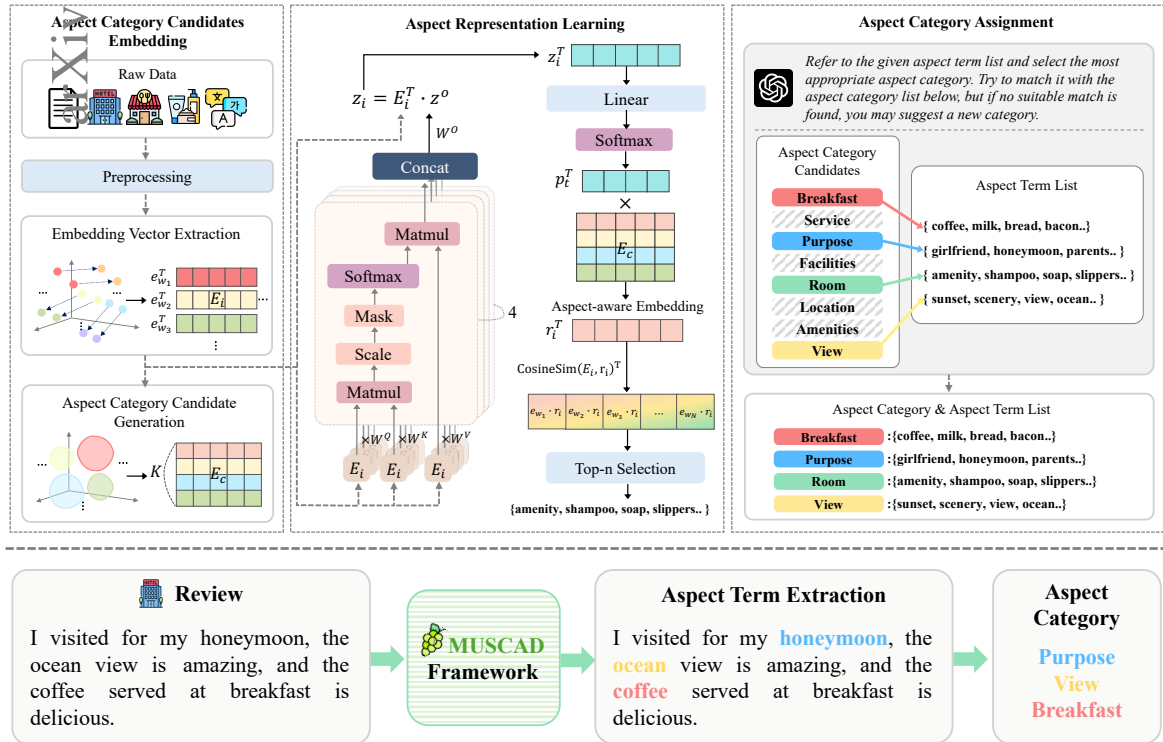 Aspect Category Candidates
Embedding
arXiv
Raw Data
HOTEL
A
Preprocessing
Embedding Vector Extraction
e_{w_1}^T
e_{w_2}^T
e_{w_3}^T
E_i
...
...
...
⋮
Aspect Category Candidate
Generation
...
...
⋮
K
E_c
Aspect Representation Learning
z_i = E_i^T · z^o
W^O
Concat
Matmul
Softmax
Mask
Scale
Matmul
4
×W^Q
×W^K
×W^V
E_i
E_i
E_i
z_i^T
Linear
Softmax
p_t^T
×
E_c
Aspect-aware Embedding
r_i^T
CosineSim(E_i, r_i)^T
e_{w_1} · r_i
e_{w_2} · r_i
e_{w_3} · r_i
...
e_{w_N} · r_i
Top-n Selection
{amenity, shampoo, soap, slippers.. }
Aspect Category Assignment
Refer to the given aspect term list and select the most
appropriate aspect category. Try to match it with the
aspect category list below, but if no suitable match is
found, you may suggest a new category.
Aspect Category
Candidates
Breakfast
Service
Purpose
Facilities
Room
Location
Amenities
View
Aspect Term List
{ coffee, milk, bread, bacon.. }
{ girlfriend, honeymoon, parents.. }
{ amenity, shampoo, soap, slippers.. }
{ sunset, scenery, view, ocean.. }
Aspect Category & Aspect Term List
Breakfast :{coffee, milk, bread, bacon..}
Purpose :{girlfriend, honeymoon, parents..}
Room :{amenity, shampoo, soap, slippers..}
View :{sunset, scenery, view, ocean..}
HOTEL
Review
I visited for my honeymoon, the
ocean view is amazing, and the
coffee served at breakfast is
delicious.
MUSCAD
Framework
Aspect Term Extraction
I visited for my honeymoon, the
ocean view is amazing, and the
coffee served at breakfast is
delicious.
Aspect
Category
Purpose
View
Breakfast